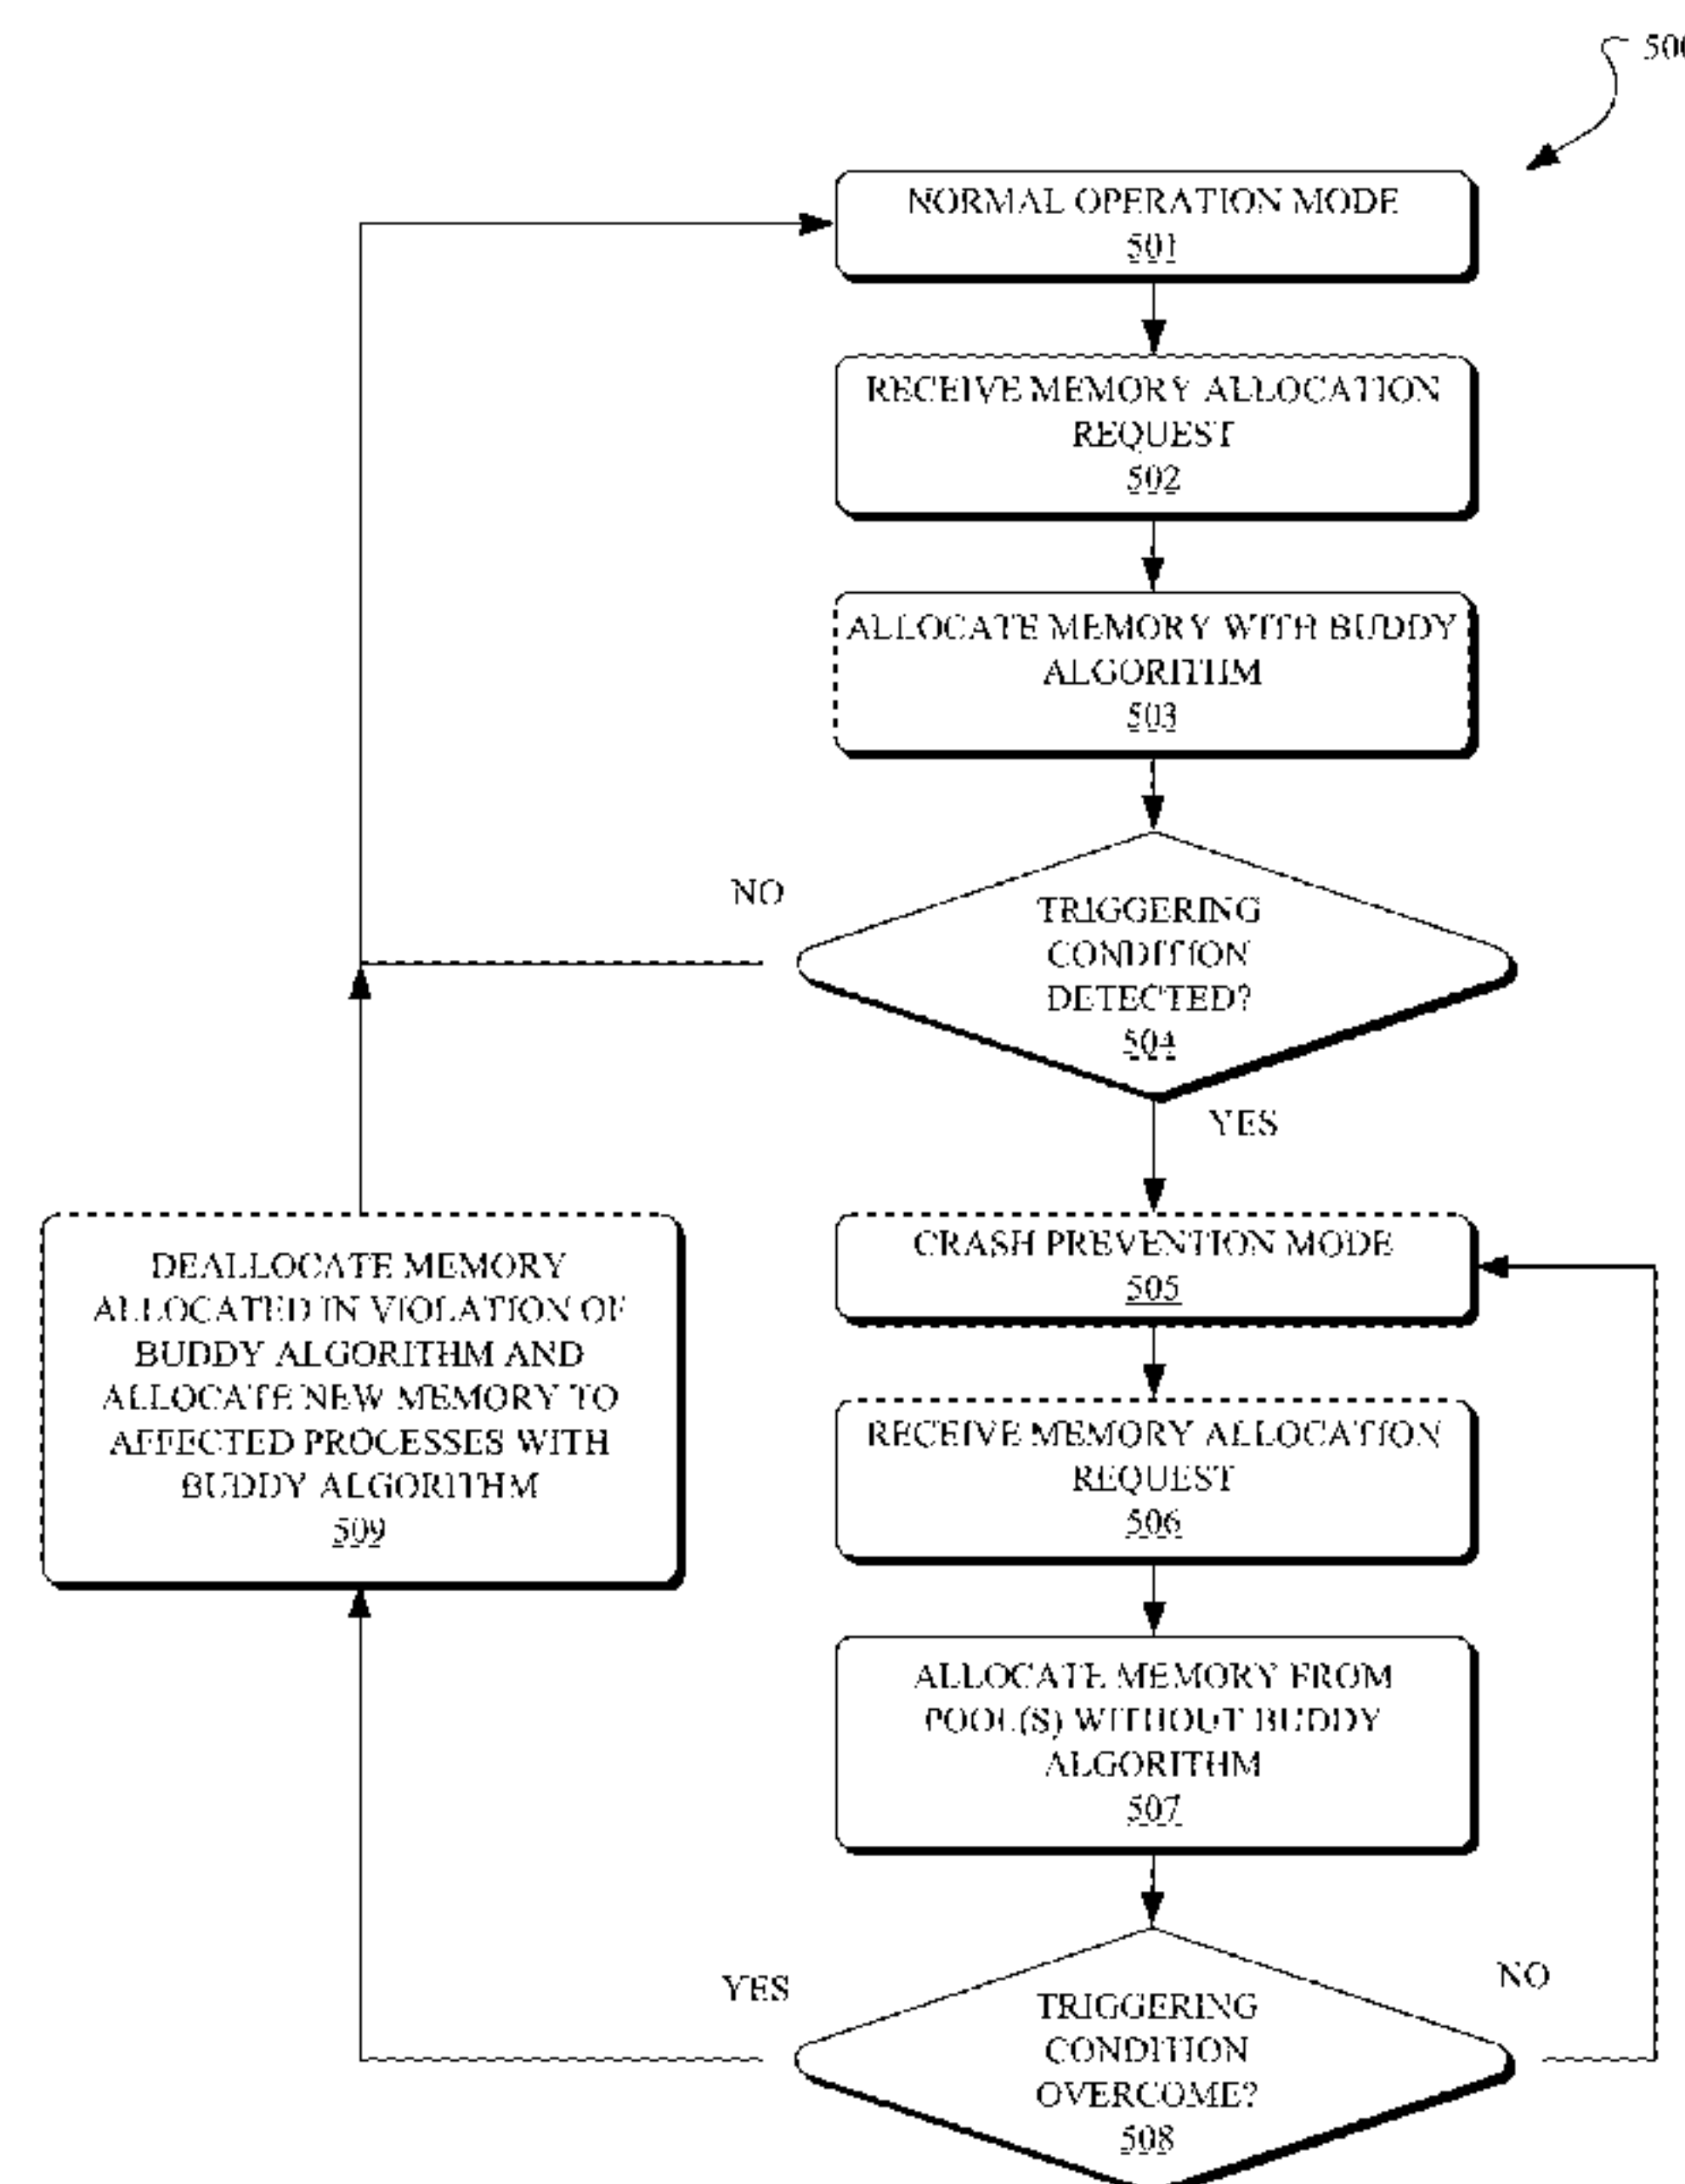 500
NORMAL OPERATION MODE
501
RECEIVE MEMORY ALLOCATION
REQUEST
502
ALLOCATE MEMORY WITH BUDDY
ALGORITHM
503
NO
TRIGGERING
CONDITION
DETECTED?
504
YES
DEALLOCATE MEMORY
ALLOCATED IN VIOLATION OF
BUDDY ALGORITHM AND
ALLOCATE NEW MEMORY TO
AFFECTED PROCESSES WITH
BUDDY ALGORITHM
509
CRASH PREVENTION MODE
505
RECEIVE MEMORY ALLOCATION
REQUEST
506
ALLOCATE MEMORY FROM
POOL(S) WITHOUT BUDDY
ALGORITHM
507
YES
NO
TRIGGERING
CONDITION
OVERCOME?
508